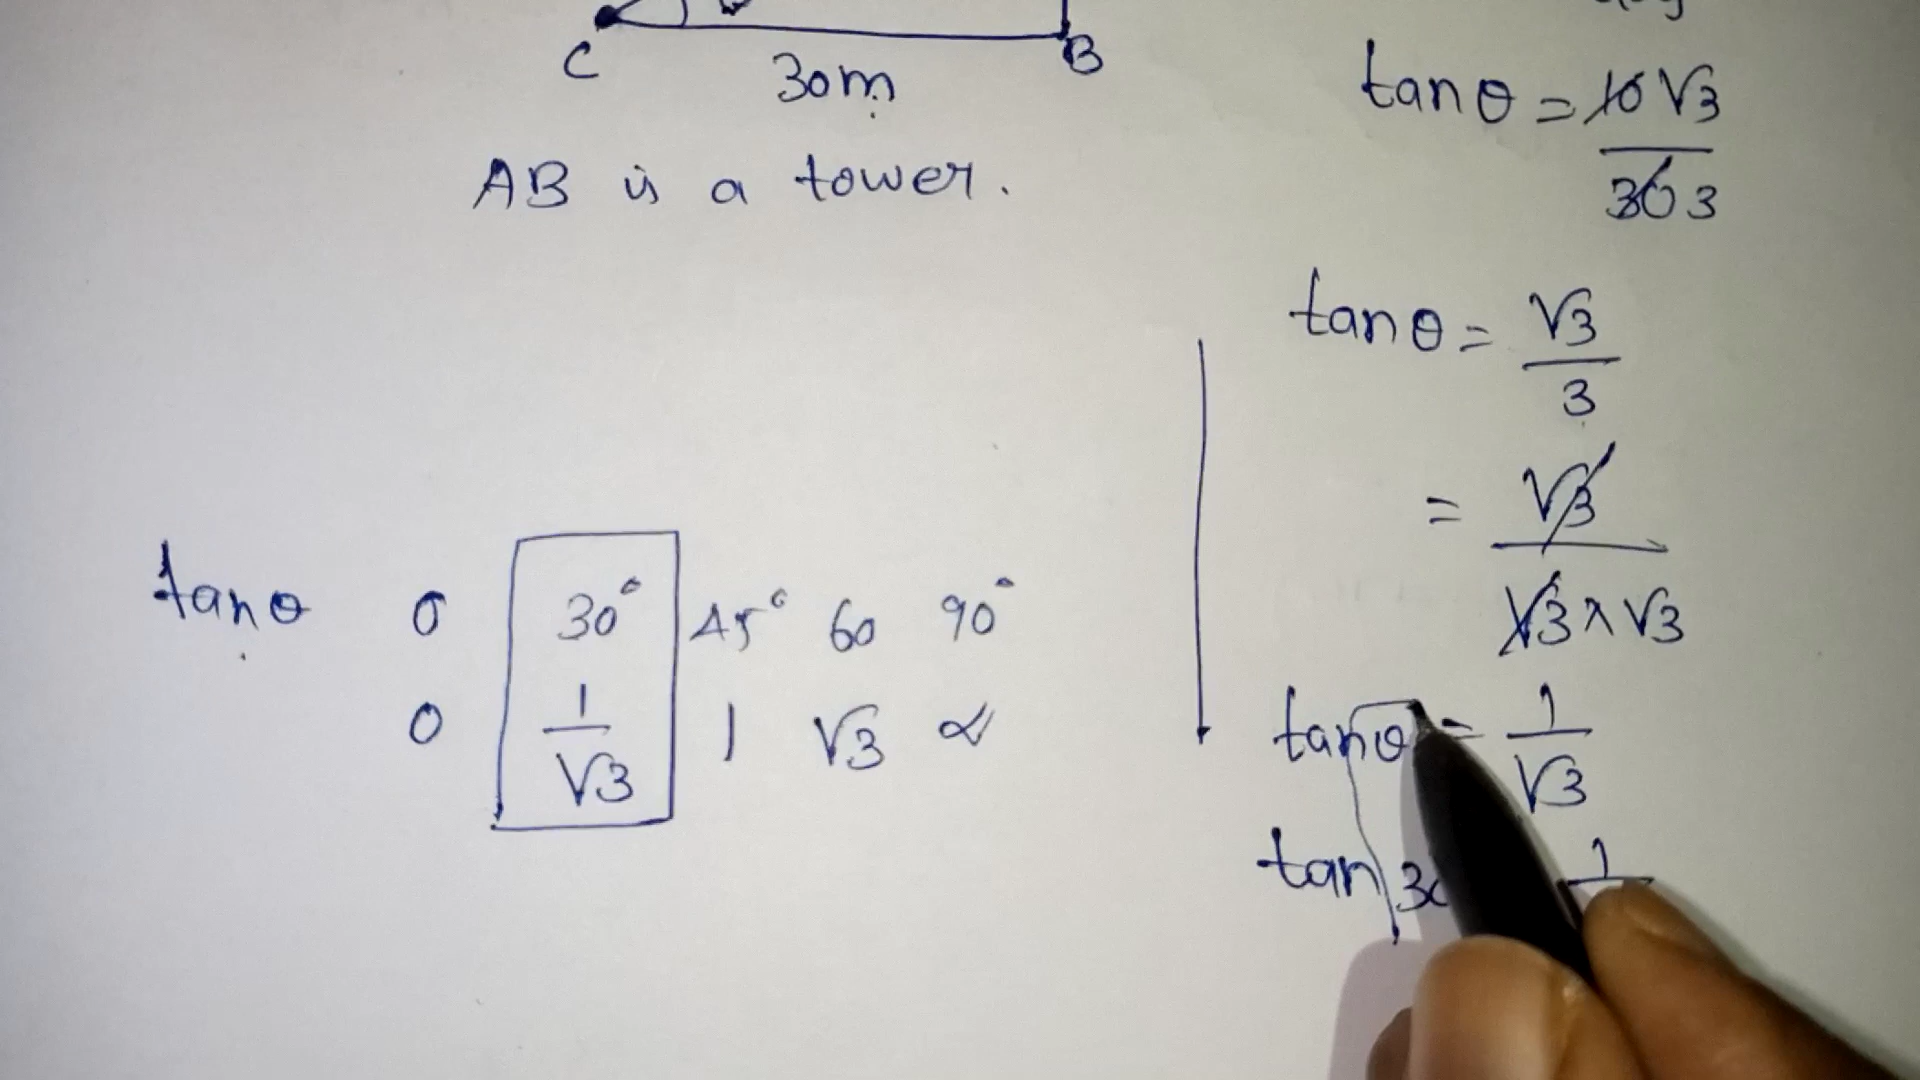 C B
30m
AB is a tower.
tanθ 0 30° 45° 60 90°
0 1/√3 1 √3 ∝
tanθ = 10√3
30 3
tanθ = √3
3
= √3
√3 × √3
tanθ = 1
√3
tan 30 1